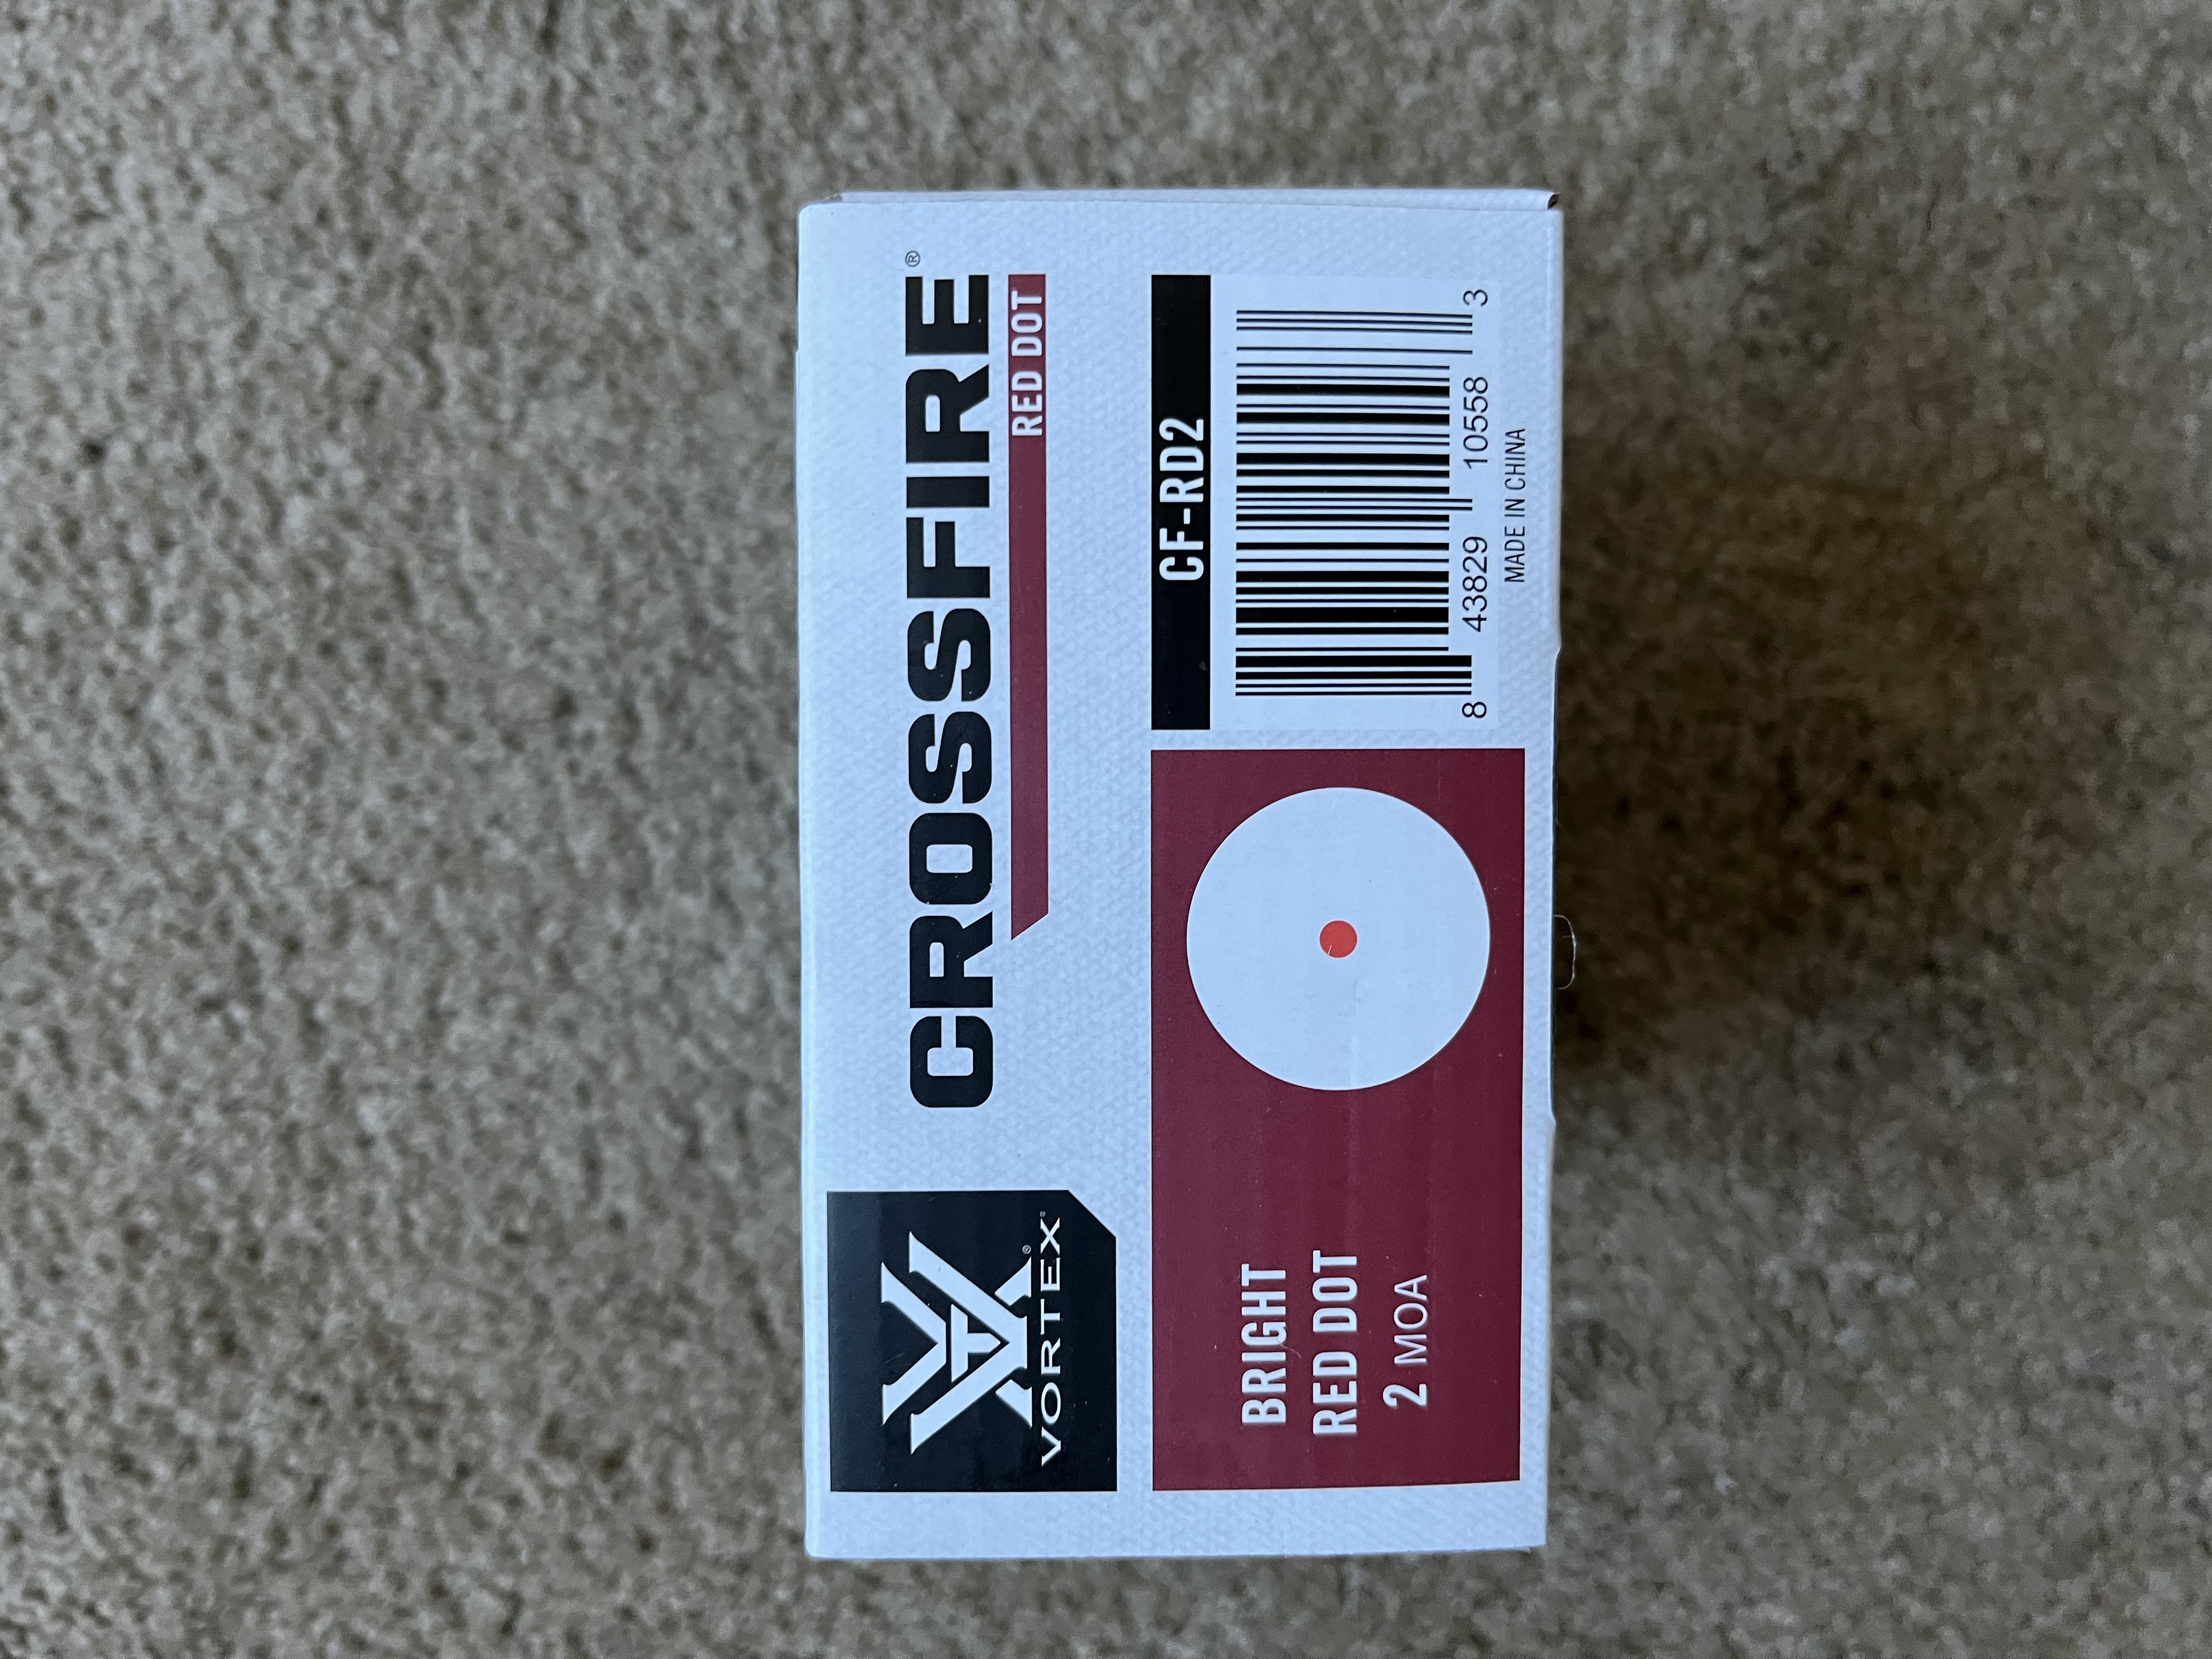 VORTEX®
CROSSFIRE®
RED DOT
BRIGHT
RED DOT
2 MOA
CF-RD2
8 43829 10558 3
MADE IN CHINA